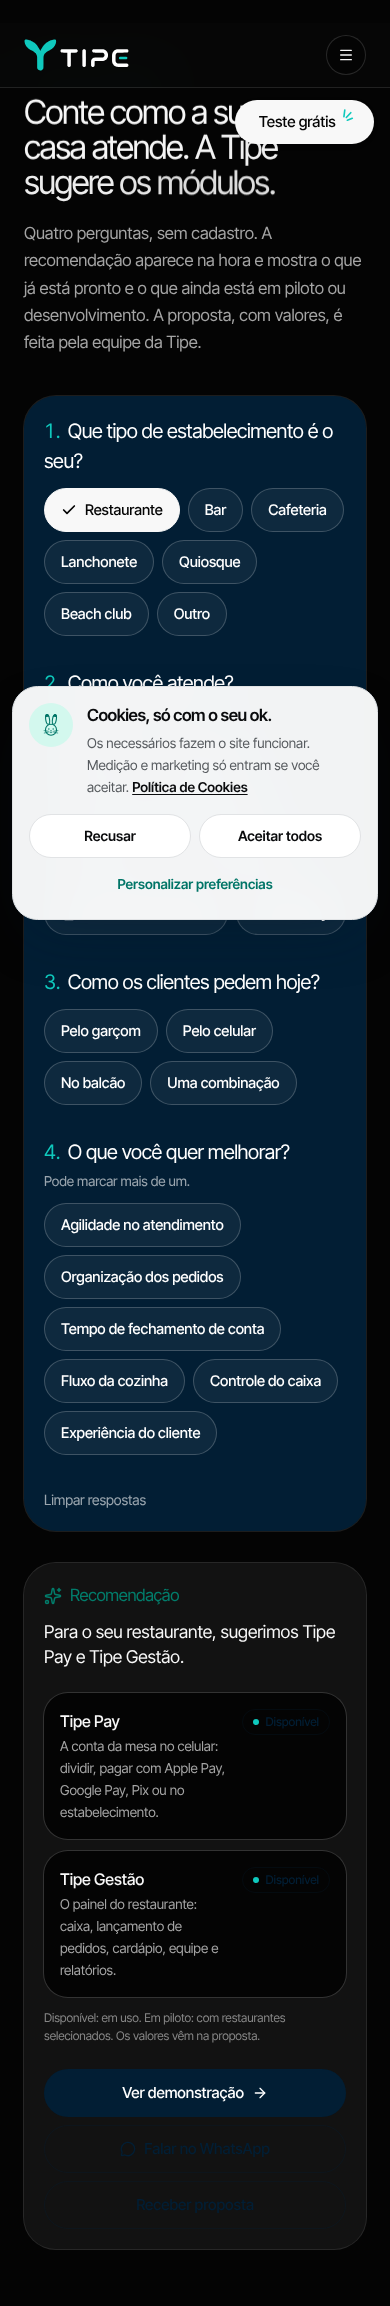 TIPE
Conte como a su
Teste grátis
casa atende. A Tipe
sugere os módulos.
Quatro perguntas, sem cadastro. A
recomendação aparece na hora e mostra o que
já está pronto e o que ainda está em piloto ou
desenvolvimento. A proposta, com valores, é
feita pela equipe da Tipe.
1. Que tipo de estabelecimento é o
seu?
Restaurante
Bar
Cafeteria
Lanchonete
Quiosque
Beach club
Outro
2. Como você atende?
Cookies, só com o seu ok.
Os necessários fazem o site funcionar.
Medição e marketing só entram se você
aceitar. Política de Cookies
Recusar
Aceitar todos
Personalizar preferências
3. Como os clientes pedem hoje?
Pelo garçom
Pelo celular
No balcão
Uma combinação
4. O que você quer melhorar?
Pode marcar mais de um.
Agilidade no atendimento
Organização dos pedidos
Tempo de fechamento de conta
Fluxo da cozinha
Controle do caixa
Experiência do cliente
Limpar respostas
Recomendação
Para o seu restaurante, sugerimos Tipe
Pay e Tipe Gestão.
Tipe Pay
Disponível
A conta da mesa no celular:
dividir, pagar com Apple Pay,
Google Pay, Pix ou no
estabelecimento.
Tipe Gestão
Disponível
O painel do restaurante:
caixa, lançamento de
pedidos, cardápio, equipe e
relatórios.
Disponível: em uso. Em piloto: com restaurantes
selecionados. Os valores vêm na proposta.
Ver demonstração
Falar no WhatsApp
Receber proposta